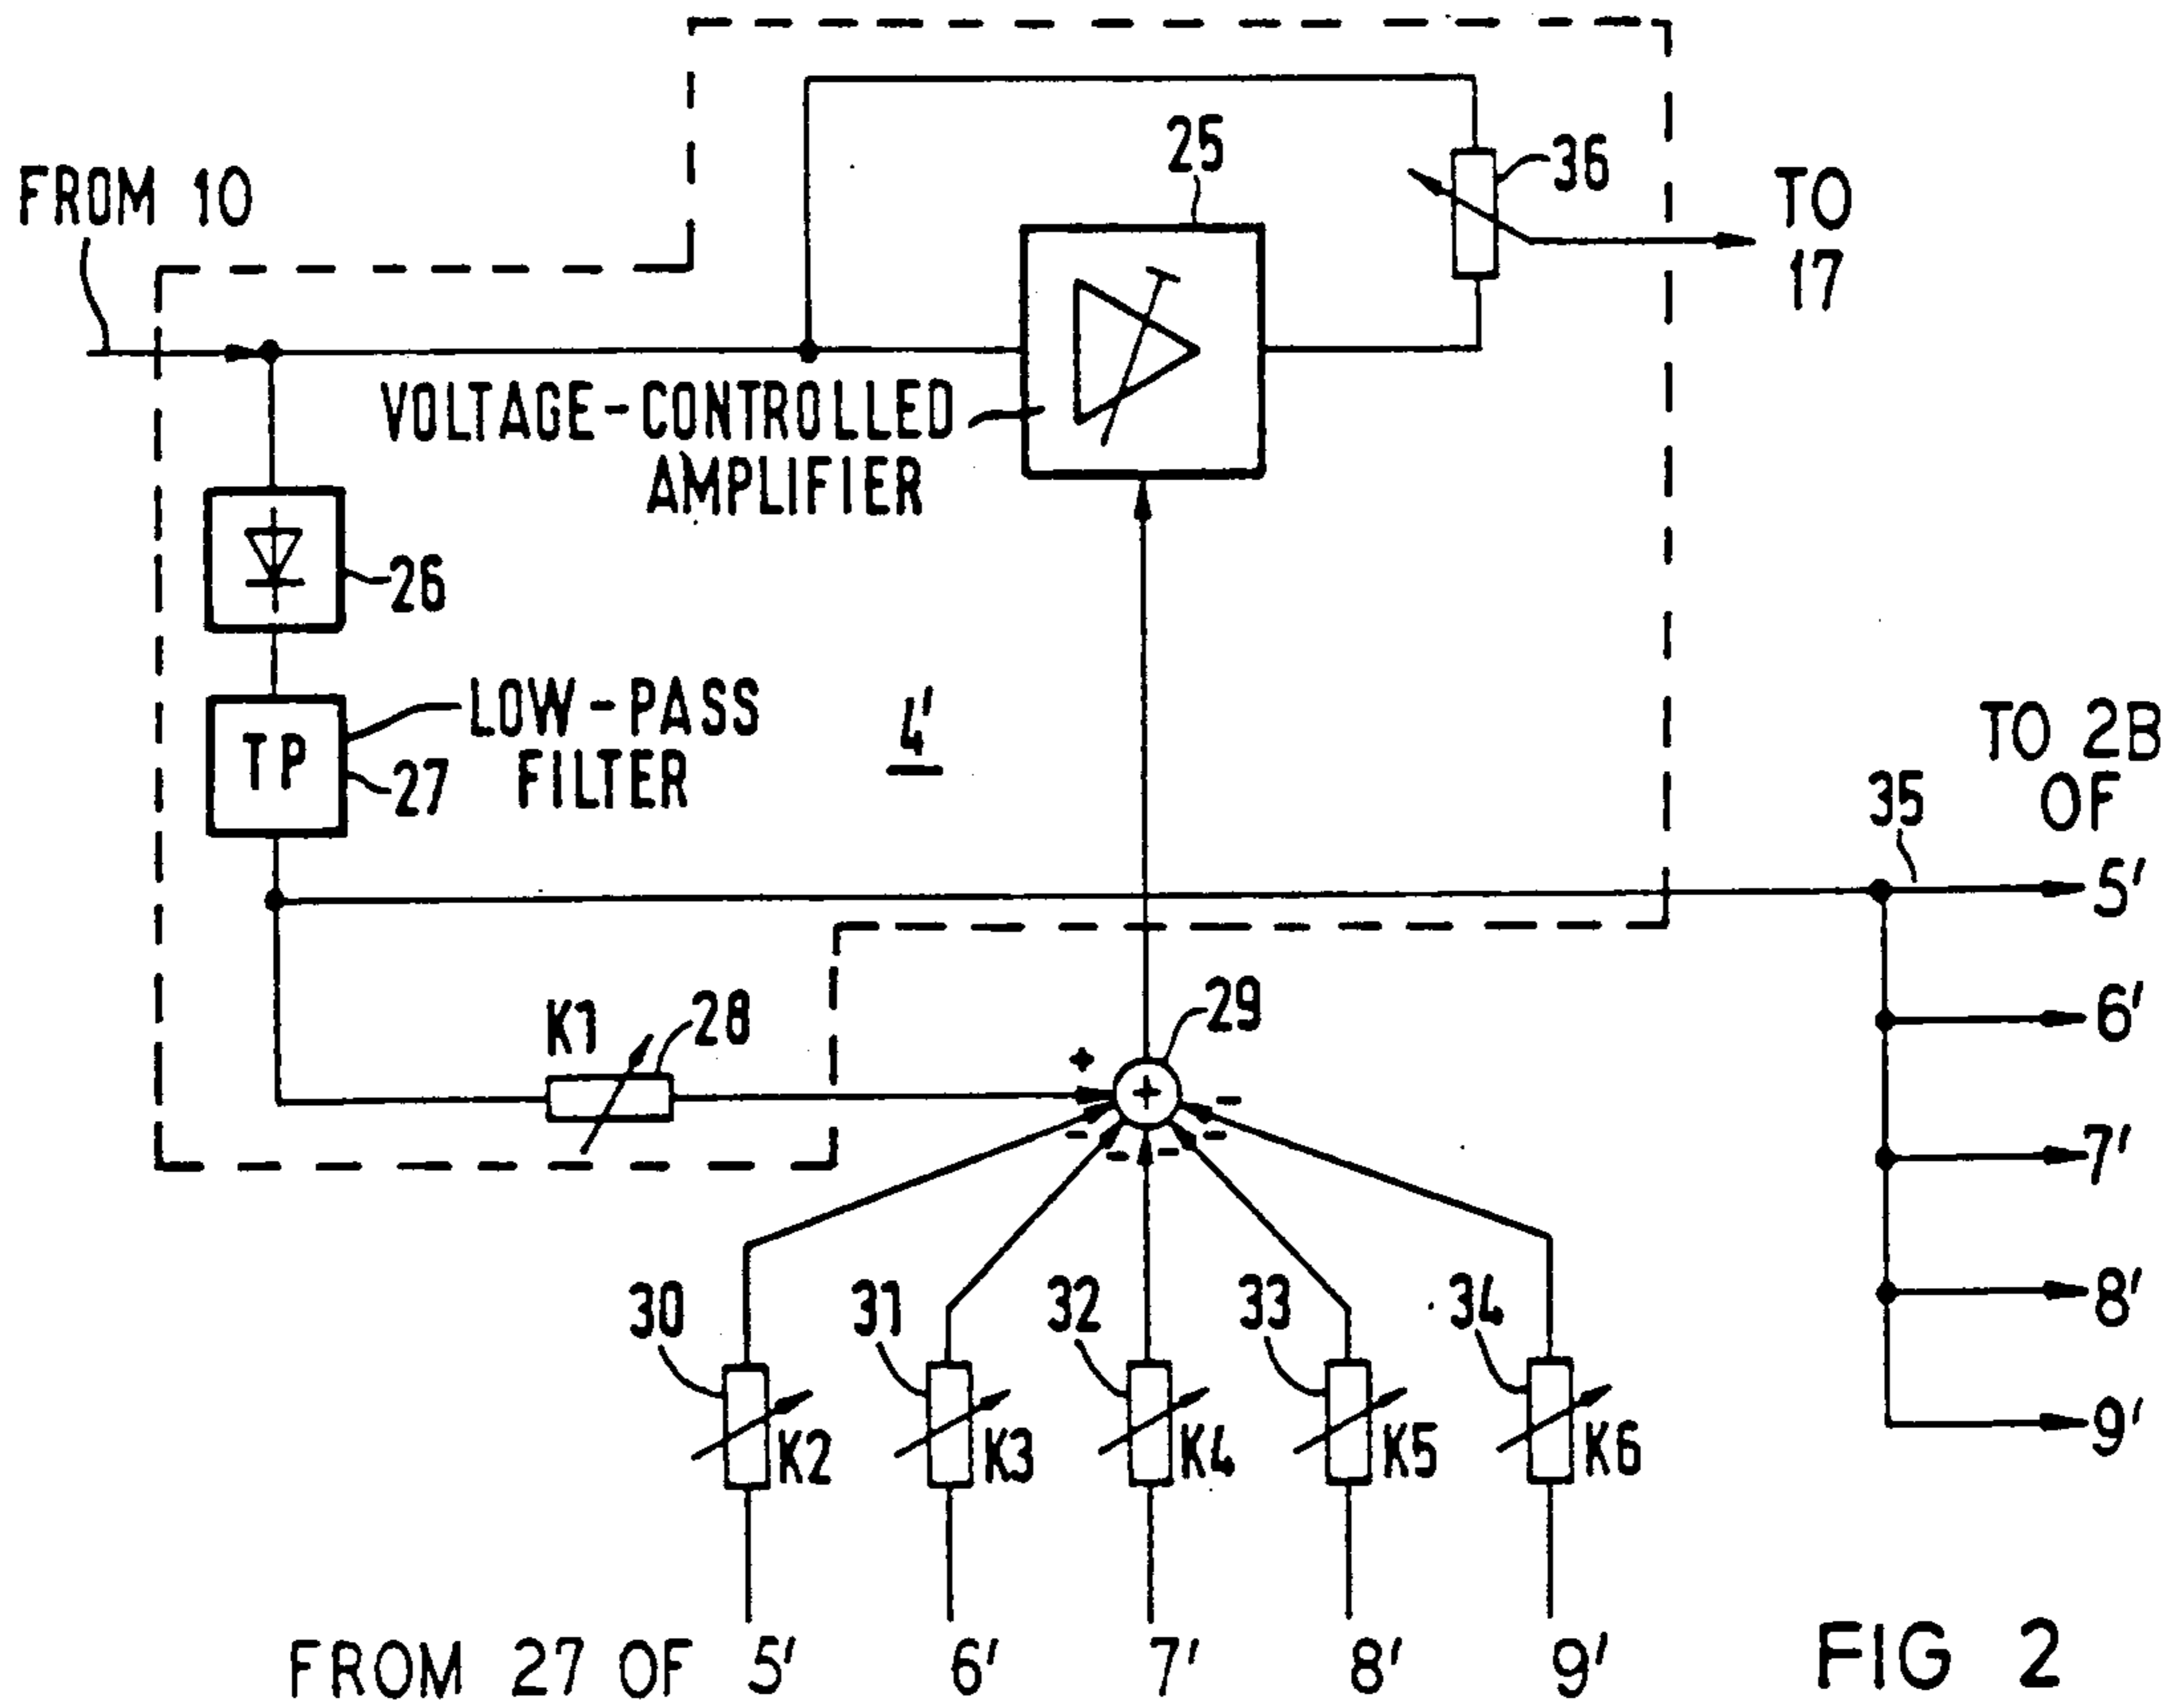 FROM 10
25
36
TO
17
VOLTAGE-CONTROLLED
AMPLIFIER
26
LOW-PASS
FILTER
TP
27
4'
TO 2B
OF
35
5'
6'
7'
8'
9'
K1
28
29
+
+
-
-
-
-
-
30
31
32
33
34
K2
K3
K4
K5
K6
FROM 27 OF 5' 6' 7' 8' 9'
FIG 2